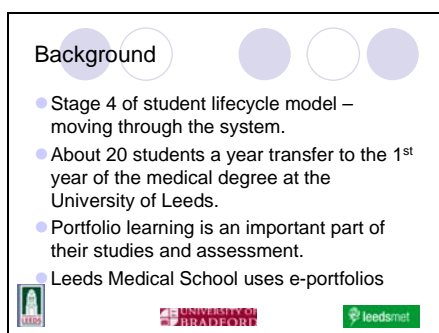 Background
Stage 4 of student lifecycle model –
moving through the system.
About 20 students a year transfer to the 1st
year of the medical degree at the
University of Leeds.
Portfolio learning is an important part of
their studies and assessment.
Leeds Medical School uses e-portfolios
LEEDS
UNIVERSITY OF
BRADFORD
leedsmet